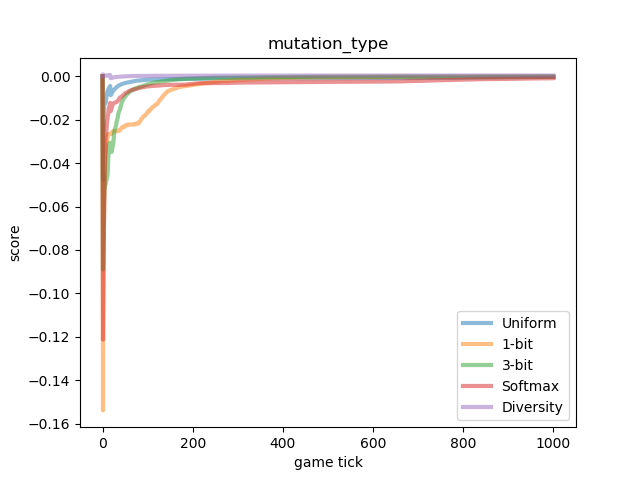 mutation_type
0.00
−0.02
−0.04
−0.06
−0.08
−0.10
−0.12
−0.14
−0.16
score
0 200 400 600 800 1000
game tick
Uniform
1-bit
3-bit
Softmax
Diversity